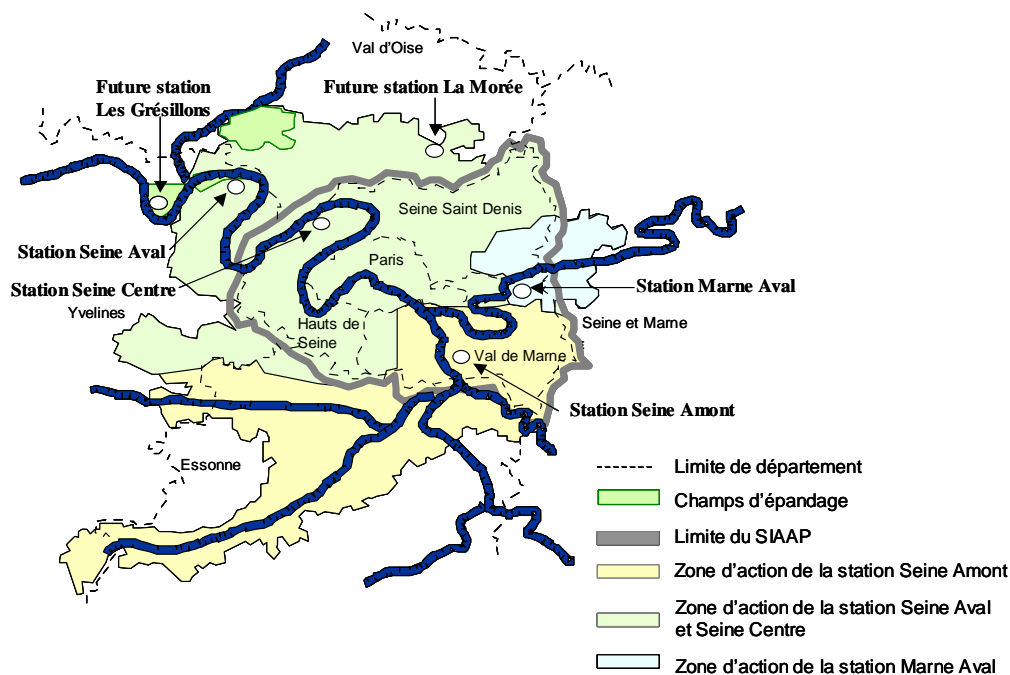 Val d'Oise
Future station
Les Grésillons
Future station La Morée
Seine Saint Denis
Station Seine Aval
Paris
Station Seine Centre
Yvelines
Station Marne Aval
Hauts de
Seine
Seine et Marne
Val de Marne
Station Seine Amont
Essonne
Limite de département
Champs d'épandage
Limite du SIAAP
Zone d'action de la station Seine Amont
Zone d'action de la station Seine Aval
et Seine Centre
Zone d'action de la station Marne Aval